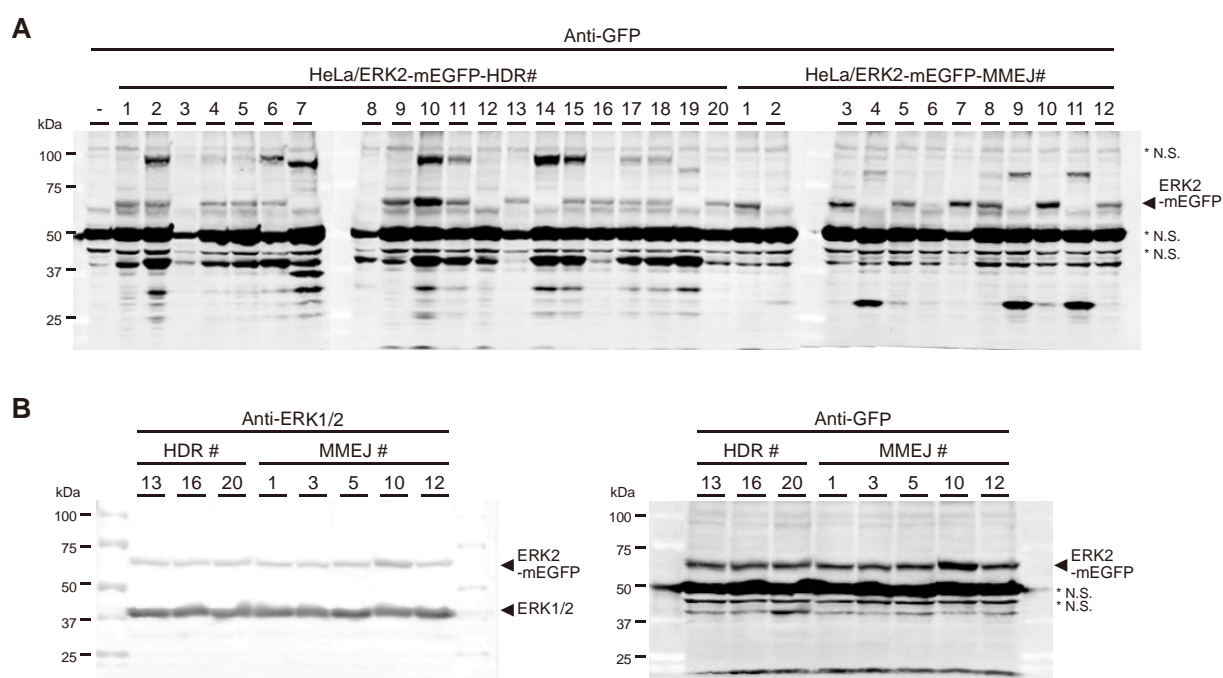 A
Anti-GFP
HeLa/ERK2-mEGFP-HDR#
HeLa/ERK2-mEGFP-MMEJ#
- 1 2 3 4 5 6 7 8 9 10 11 12 13 14 15 16 17 18 19 20 1 2 3 4 5 6 7 8 9 10 11 12
kDa
100
75
50
37
25
* N.S.
ERK2
-mEGFP
* N.S.
* N.S.
B
Anti-ERK1/2
HDR #
MMEJ #
13 16 20 1 3 5 10 12
kDa
100
75
50
37
25
ERK2
-mEGFP
ERK1/2
Anti-GFP
HDR #
MMEJ #
13 16 20 1 3 5 10 12
kDa
100
75
50
37
25
ERK2
-mEGFP
* N.S.
* N.S.